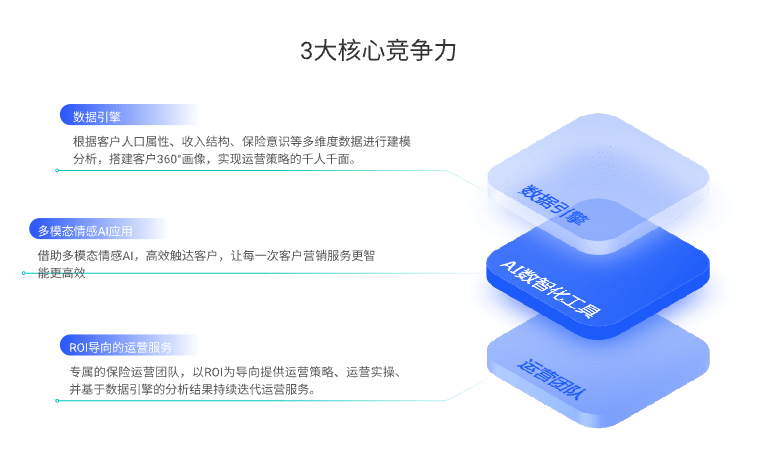 3大核心竞争力
数据引擎
根据客户人口属性、收入结构、保险意识等多维度数据进行建模
分析，搭建客户360°画像，实现运营策略的千人千面。
数据引擎
多模态情感AI应用
借助多模态情感AI，高效触达客户，让每一次客户营销服务更智
能更高效
AI数智化工具
ROI导向的运营服务
专属的保险运营团队，以ROI为导向提供运营策略、运营实操、
并基于数据引擎的分析结果持续迭代运营服务。
运营团队